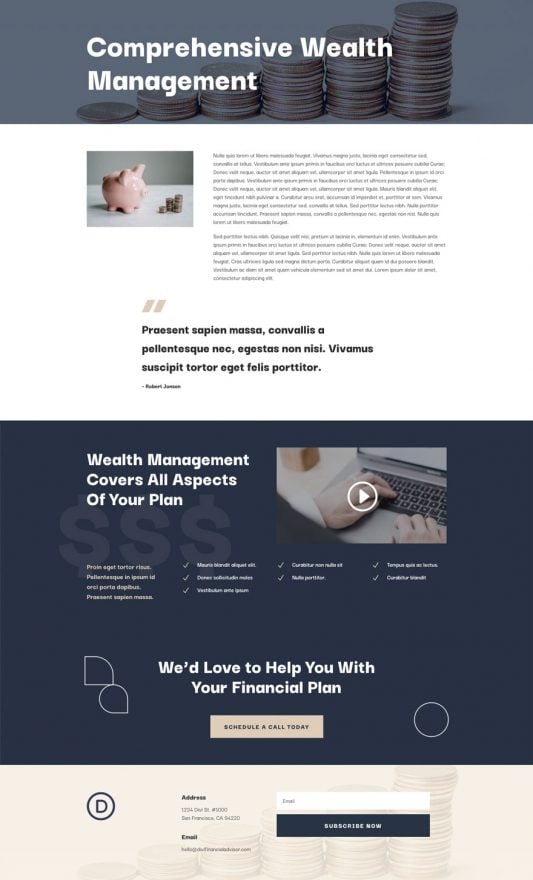 Comprehensive Wealth
Management
Nulla quis lorem ut libero malesuada feugiat. Vivamus magna justo, lacinia eget consectetur sed,
convallis at tellus. Vestibulum ante ipsum primis in faucibus orci luctus et ultrices posuere cubilia Curae;
Donec velit neque, auctor sit amet aliquam vel, ullamcorper sit amet ligula. Pellentesque in ipsum id orci
porta dapibus. Vestibulum ante ipsum primis in faucibus orci luctus et ultrices posuere cubilia Curae;
Donec velit neque, auctor sit amet aliquam vel, ullamcorper sit amet ligula. Mauris blandit aliquet elit,
eget tincidunt nibh pulvinar a. Curabitur arcu erat, accumsan id imperdiet et, porttitor at sem. Vivamus
magna justo, lacinia eget consectetur sed, convallis at tellus. Sed porttitor lectus nibh. Nulla porttitor
accumsan tincidunt. Praesent sapien massa, convallis a pellentesque nec, egestas non nisi. Nulla quis
lorem ut libero malesuada feugiat.
Sed porttitor lectus nibh. Quisque velit nisi, pretium ut lacinia in, elementum id enim. Vestibulum ante
ipsum primis in faucibus orci luctus et ultrices posuere cubilia Curae; Donec velit neque, auctor sit amet
aliquam vel, ullamcorper sit amet ligula. Sed porttitor lectus nibh. Nulla quis lorem ut libero malesuada
feugiat. Cras ultricies ligula sed magna dictum porta. Curabitur aliquet quam id dui posuere blandit.
Vestibulum ac diam sit amet quam vehicula elementum sed sit amet dui. Lorem ipsum dolor sit amet,
consectetur adipiscing elit.
Praesent sapien massa, convallis a
pellentesque nec, egestas non nisi. Vivamus
suscipit tortor eget felis porttitor.
- Robert Jonson
Wealth Management
Covers All Aspects
Of Your Plan
$$$
Proin eget tortor risus.
Pellentesque in ipsum id
orci porta dapibus.
Praesent sapien massa.
Mauris blandit aliquet elit.
Donec sollicitudin moles
Vestibulum ante ipsum
Curabitur non nulla sit
Nulla porttitor.
Tempus quis ac lectus.
Curabitur blandit
We'd Love to Help You With
Your Financial Plan
SCHEDULE A CALL TODAY
D
Address
1234 Divi St. #1000
San Francisco, CA 94220
Email
hello@divifinancialadvisor.com
Email
SUBSCRIBE NOW